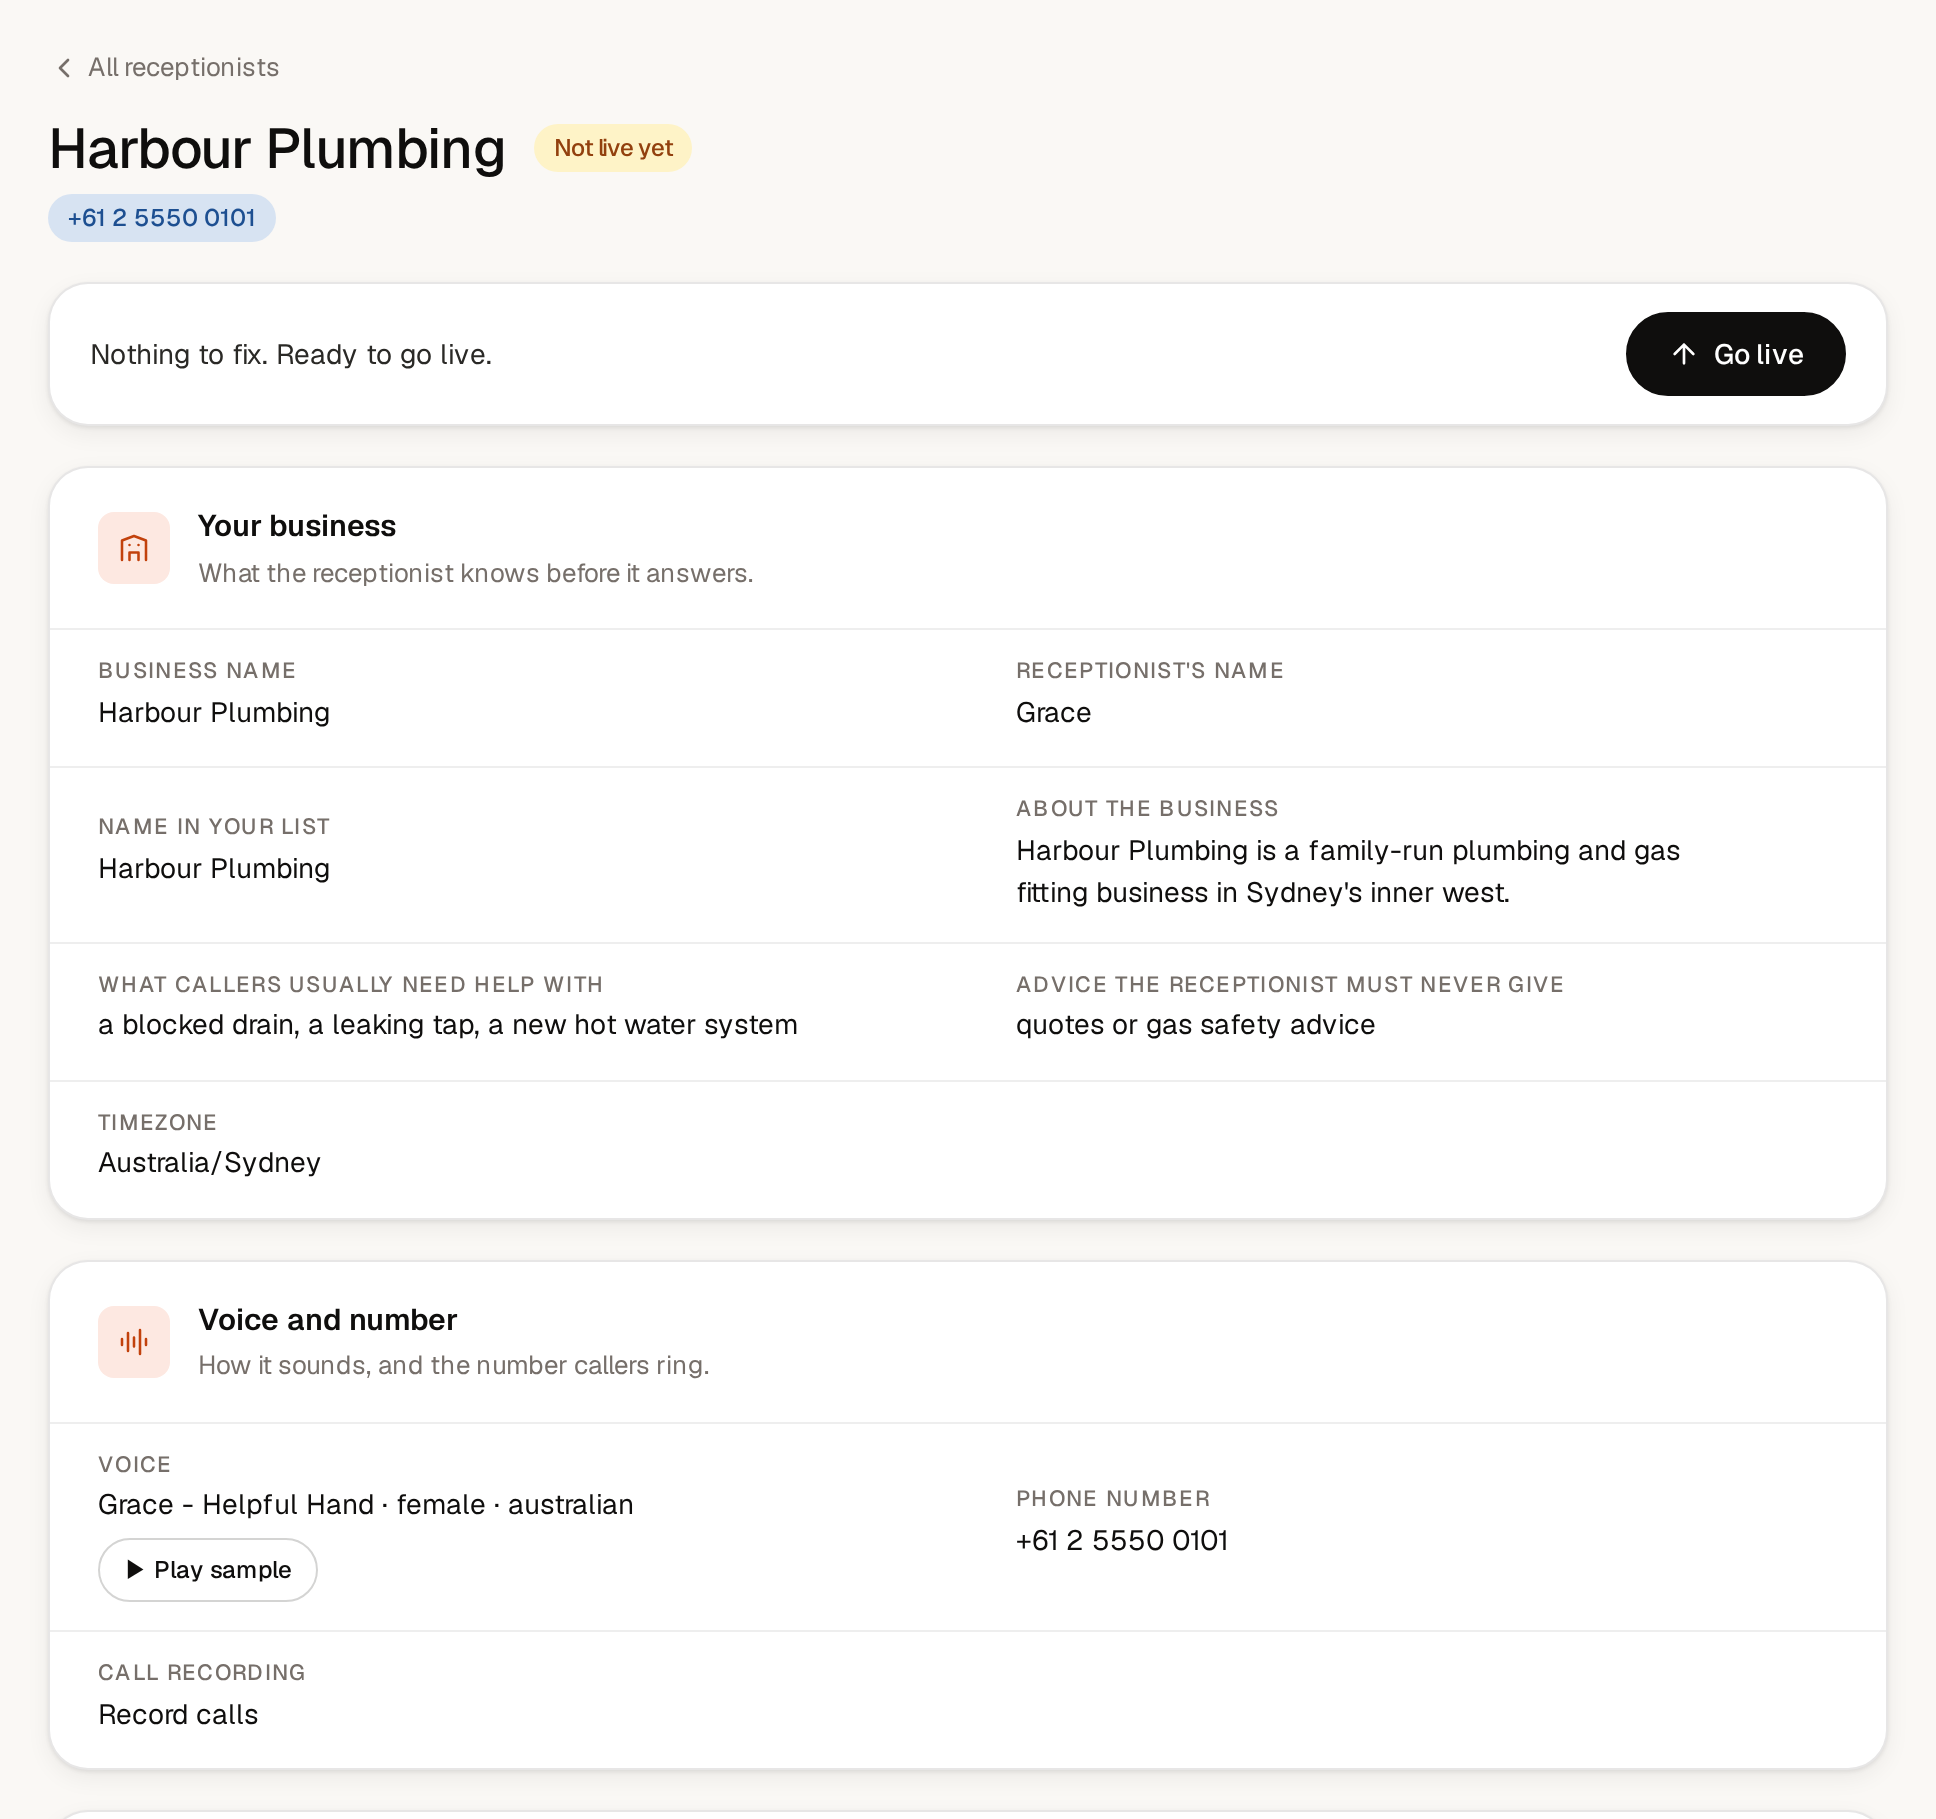 All receptionists
Harbour Plumbing
Not live yet
+61 2 5550 0101
Nothing to fix. Ready to go live.
Go live
Your business
What the receptionist knows before it answers.
BUSINESS NAME
Harbour Plumbing
RECEPTIONIST'S NAME
Grace
NAME IN YOUR LIST
Harbour Plumbing
ABOUT THE BUSINESS
Harbour Plumbing is a family-run plumbing and gas
fitting business in Sydney's inner west.
WHAT CALLERS USUALLY NEED HELP WITH
a blocked drain, a leaking tap, a new hot water system
ADVICE THE RECEPTIONIST MUST NEVER GIVE
quotes or gas safety advice
TIMEZONE
Australia/Sydney
Voice and number
How it sounds, and the number callers ring.
VOICE
Grace - Helpful Hand · female · australian
Play sample
PHONE NUMBER
+61 2 5550 0101
CALL RECORDING
Record calls